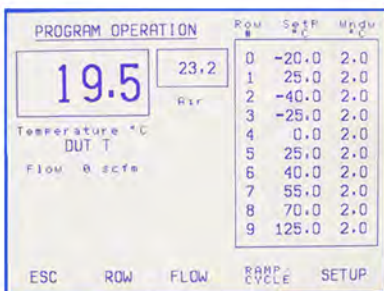 PROGRAM OPERATION
19.5
23.2
Air
Temperature °C
DUT T
Flow 0 scfm
Row # SetP °C Wndw °C
0 -20.0 2.0
1 25.0 2.0
2 -40.0 2.0
3 -25.0 2.0
4 0.0 2.0
5 25.0 2.0
6 40.0 2.0
7 55.0 2.0
8 70.0 2.0
9 125.0 2.0
ESC ROW FLOW RAMP CYCLE SETUP